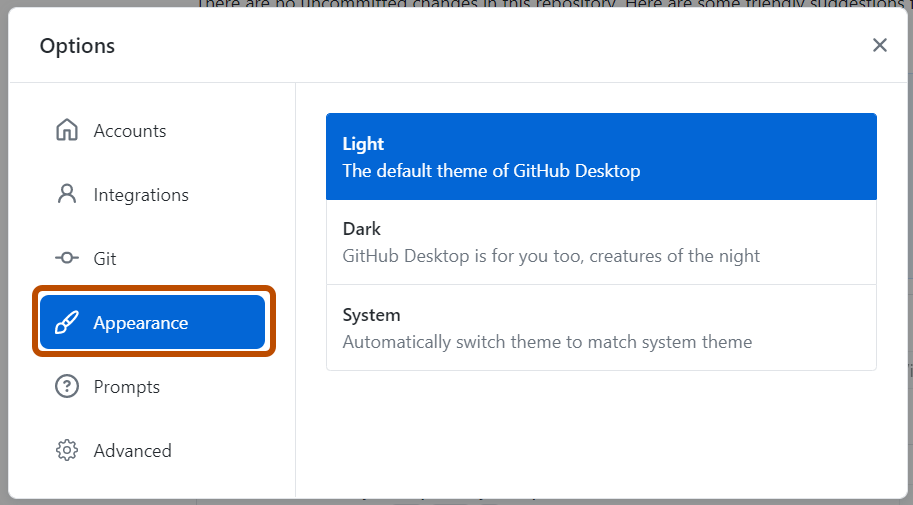 There are no uncommitted changes in this repository. Here are some friendly suggestions f
Options
Accounts
Integrations
Git
Appearance
Prompts
Advanced
Light
The default theme of GitHub Desktop
Dark
GitHub Desktop is for you too, creatures of the night
System
Automatically switch theme to match system theme